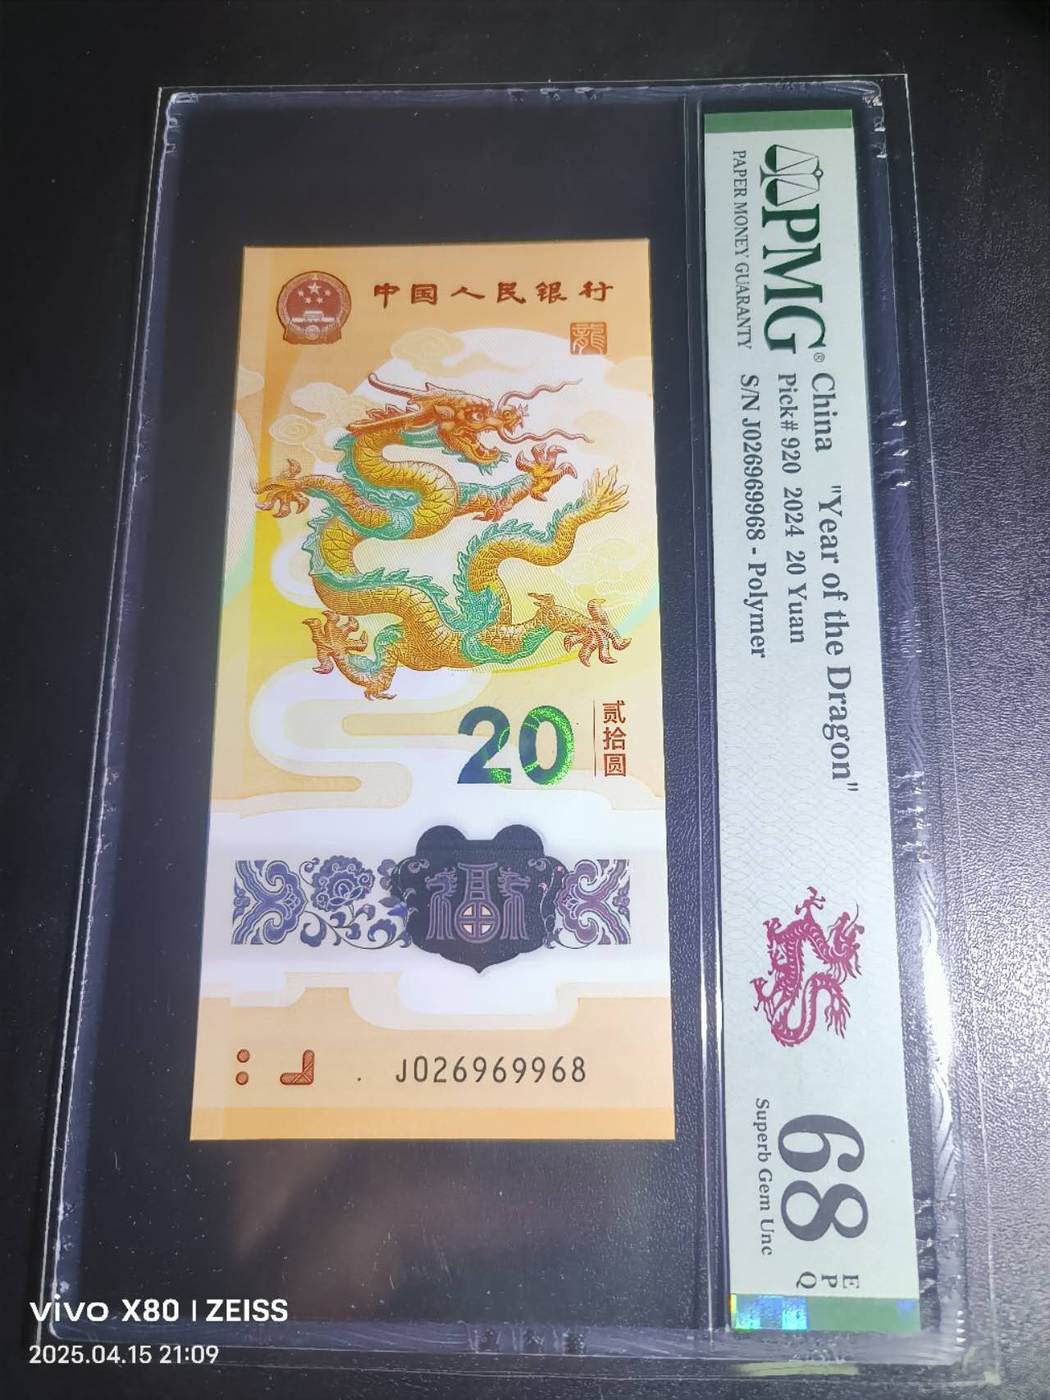 中国人民银行
龍
20
贰拾圆
J026969968
PMG®
PAPER MONEY GUARANTY
China "Year of the Dragon"
Pick# 920 2024 20 Yuan
S/N J026969968 - Polymer
68
EPQ
Superb Gem Unc
vivo X80 | ZEISS
2025.04.15 21:09